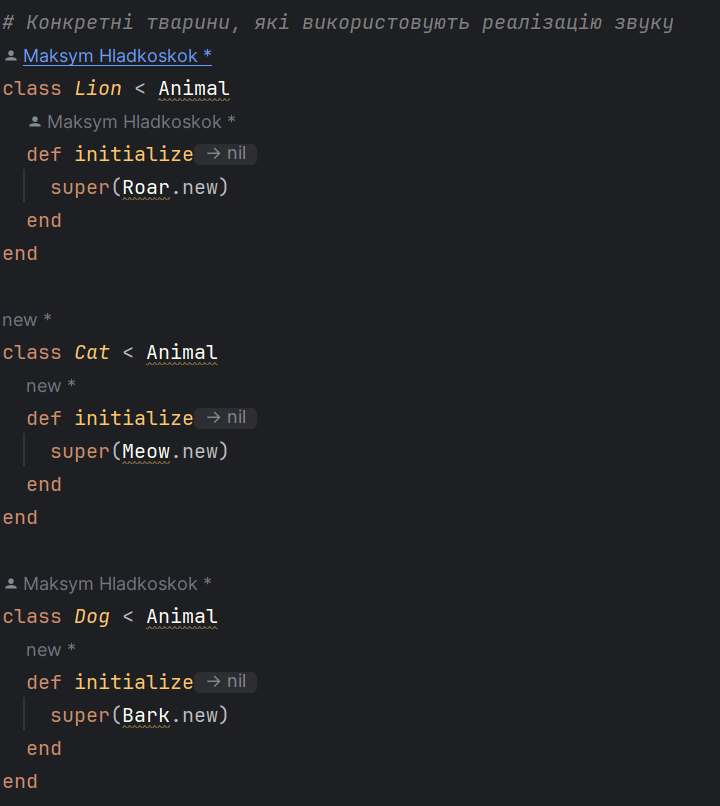 # Конкретні тварини, які використовують реалізацію звуку
Maksym Hladkoskok *
class Lion < Animal
Maksym Hladkoskok *
def initialize → nil
super(Roar.new)
end
end
new *
class Cat < Animal
new *
def initialize → nil
super(Meow.new)
end
end
Maksym Hladkoskok *
class Dog < Animal
new *
def initialize → nil
super(Bark.new)
end
end